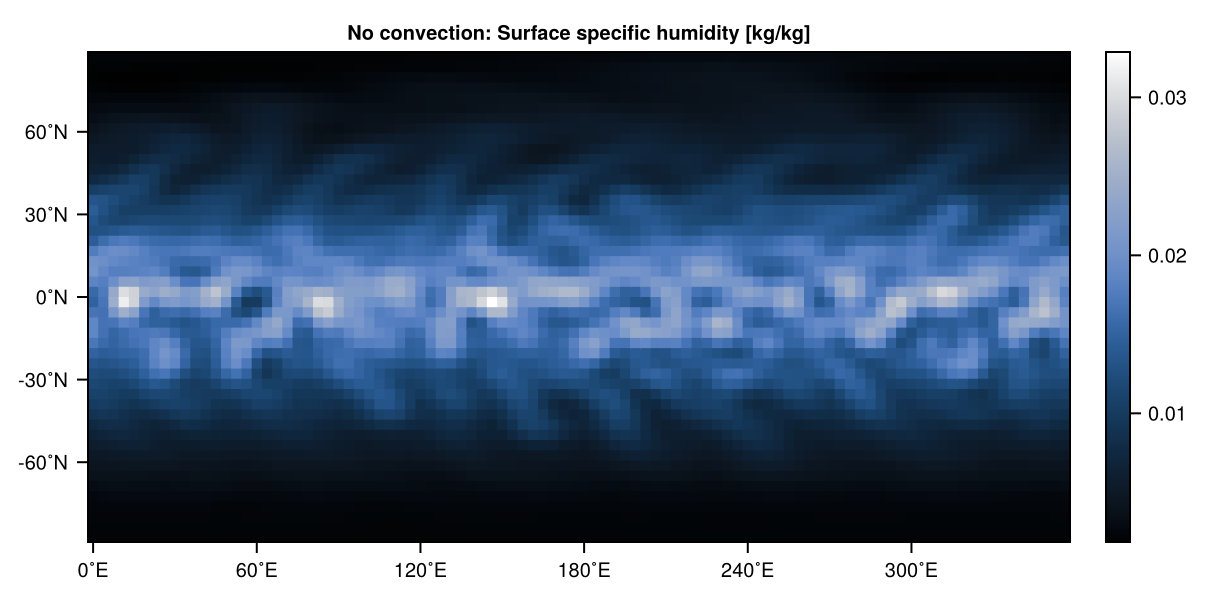 No convection: Surface specific humidity [kg/kg]
60˚N
30˚N
0˚N
-30˚N
-60˚N
0˚E
60˚E
120˚E
180˚E
240˚E
300˚E
0.03
0.02
0.01